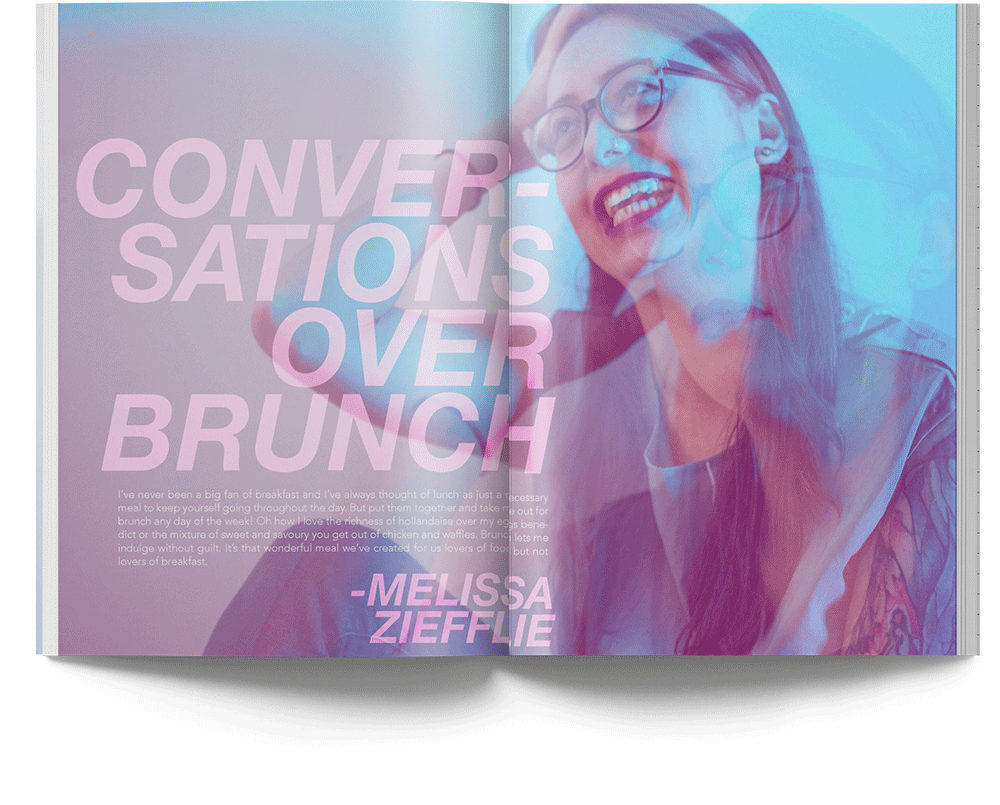 CONVER-
SATIONS
OVER
BRUNCH
I've never been a big fan of breakfast and I've always thought of lunch as just a necessary
meal to keep yourself going throughout the day. But put them together and take me out for
brunch any day of the week! Oh how I love the richness of hollandaise over my eggs bene-
dict or the mixture of sweet and savoury you get out of chicken and waffles. Brunch lets me
indulge without guilt. It's that wonderful meal we've created for us lovers of food but not
lovers of breakfast.
-MELISSA
ZIEFFLIE